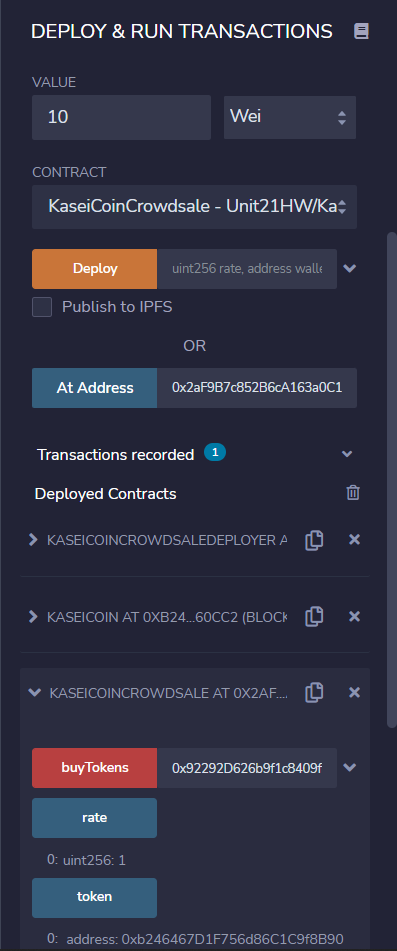 DEPLOY & RUN TRANSACTIONS
VALUE
10 Wei
CONTRACT
KaseiCoinCrowdsale - Unit21HW/Ka
Deploy uint256 rate, address walle
Publish to IPFS
OR
At Address 0x2aF9B7c852B6cA163a0C1
Transactions recorded 1
Deployed Contracts
KASEICOINCROWDSALEDEPLOYER A
KASEICOIN AT 0XB24...60CC2 (BLOCK
KASEICOINCROWDSALE AT 0X2AF....
buyTokens 0x92292D626b9f1c8409f
rate
0: uint256: 1
token
0: address: 0xb246467D1F756d86C1C9f8B90